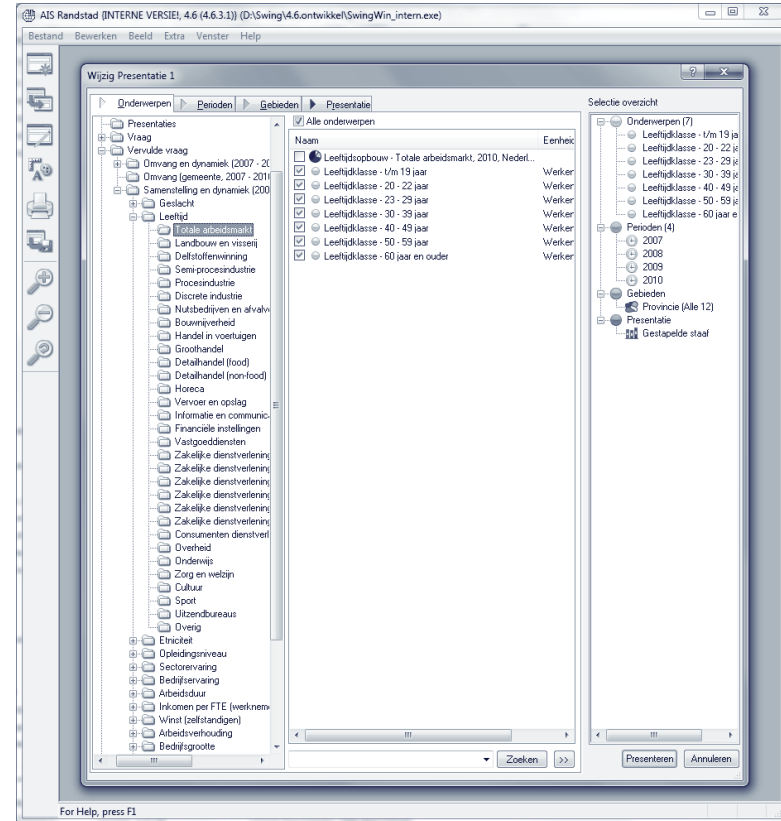 AIS Randstad (INTERNE VERSIE!, 4.6 (4.6.3.1)) (D:\Swing\4.6.ontwikkel\SwingWin_intern.exe)
Bestand Bewerken Beeld Extra Venster Help
Wijzig Presentatie 1
Onderwerpen Perioden Gebieden Presentatie
Presentaties
Vraag
Vervulde vraag
Omvang en dynamiek (2007 - 20
Omvang (gemeente, 2007 - 201
Samenstelling en dynamiek (200
Geslacht
Leeftijd
Totale arbeidsmarkt
Landbouw en visserij
Delfstoffenwinning
Semi-procesindustrie
Procesindustrie
Discrete industrie
Nutsbedrijven en afvalv
Bouwnijverheid
Handel in voertuigen
Groothandel
Detailhandel (food)
Detailhandel (non-food)
Horeca
Vervoer en opslag
Informatie en communic
Financiële instellingen
Vastgoeddiensten
Zakelijke dienstverlening
Zakelijke dienstverlening
Zakelijke dienstverlening
Zakelijke dienstverlening
Zakelijke dienstverlening
Zakelijke dienstverlening
Consumenten dienstverl
Overheid
Onderwijs
Zorg en welzijn
Cultuur
Sport
Uitzendbureaus
Overig
Etniciteit
Opleidingsniveau
Sectorervaring
Bedrijfservaring
Arbeidsduur
Inkomen per FTE (werkneme
Winst (zelfstandigen)
Arbeidsverhouding
Bedrijfsgrootte
Alle onderwerpen
Naam Eenheid
Leeftijdsopbouw - Totale arbeidsmarkt, 2010, Nederl...
Leeftijdklasse - t/m 19 jaar Werker
Leeftijdklasse - 20 - 22 jaar Werker
Leeftijdklasse - 23 - 29 jaar Werker
Leeftijdklasse - 30 - 39 jaar Werker
Leeftijdklasse - 40 - 49 jaar Werker
Leeftijdklasse - 50 - 59 jaar Werker
Leeftijdklasse - 60 jaar en ouder Werker
Zoeken >>
Selectie overzicht
Onderwerpen (7)
Leeftijdklasse - t/m 19 ja
Leeftijdklasse - 20 - 22 ja
Leeftijdklasse - 23 - 29 ja
Leeftijdklasse - 30 - 39 ja
Leeftijdklasse - 40 - 49 ja
Leeftijdklasse - 50 - 59 ja
Leeftijdklasse - 60 jaar e
Perioden (4)
2007
2008
2009
2010
Gebieden
Provincie (Alle 12)
Presentatie
Gestapelde staaf
Presenteren Annuleren
For Help, press F1